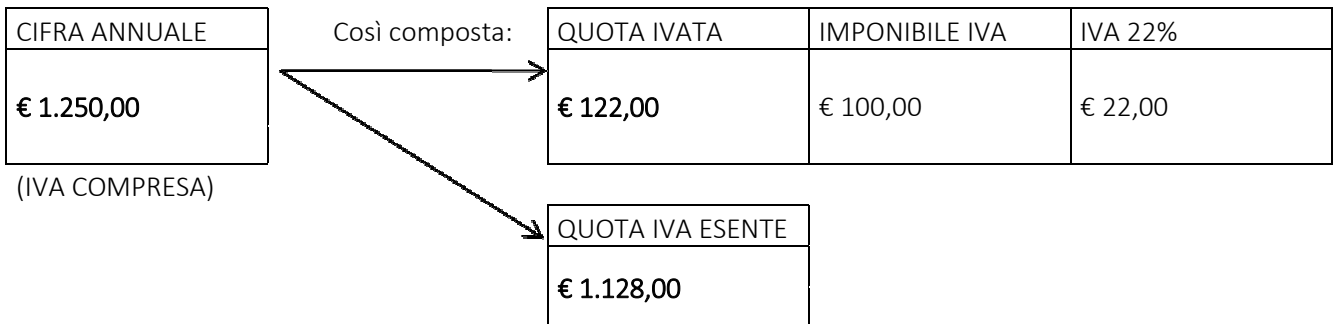 CIFRA ANNUALE Così composta: QUOTA IVATA IMPONIBILE IVA IVA 22%
€ 1.250,00 € 122,00 € 100,00 € 22,00
(IVA COMPRESA)
QUOTA IVA ESENTE
€ 1.128,00